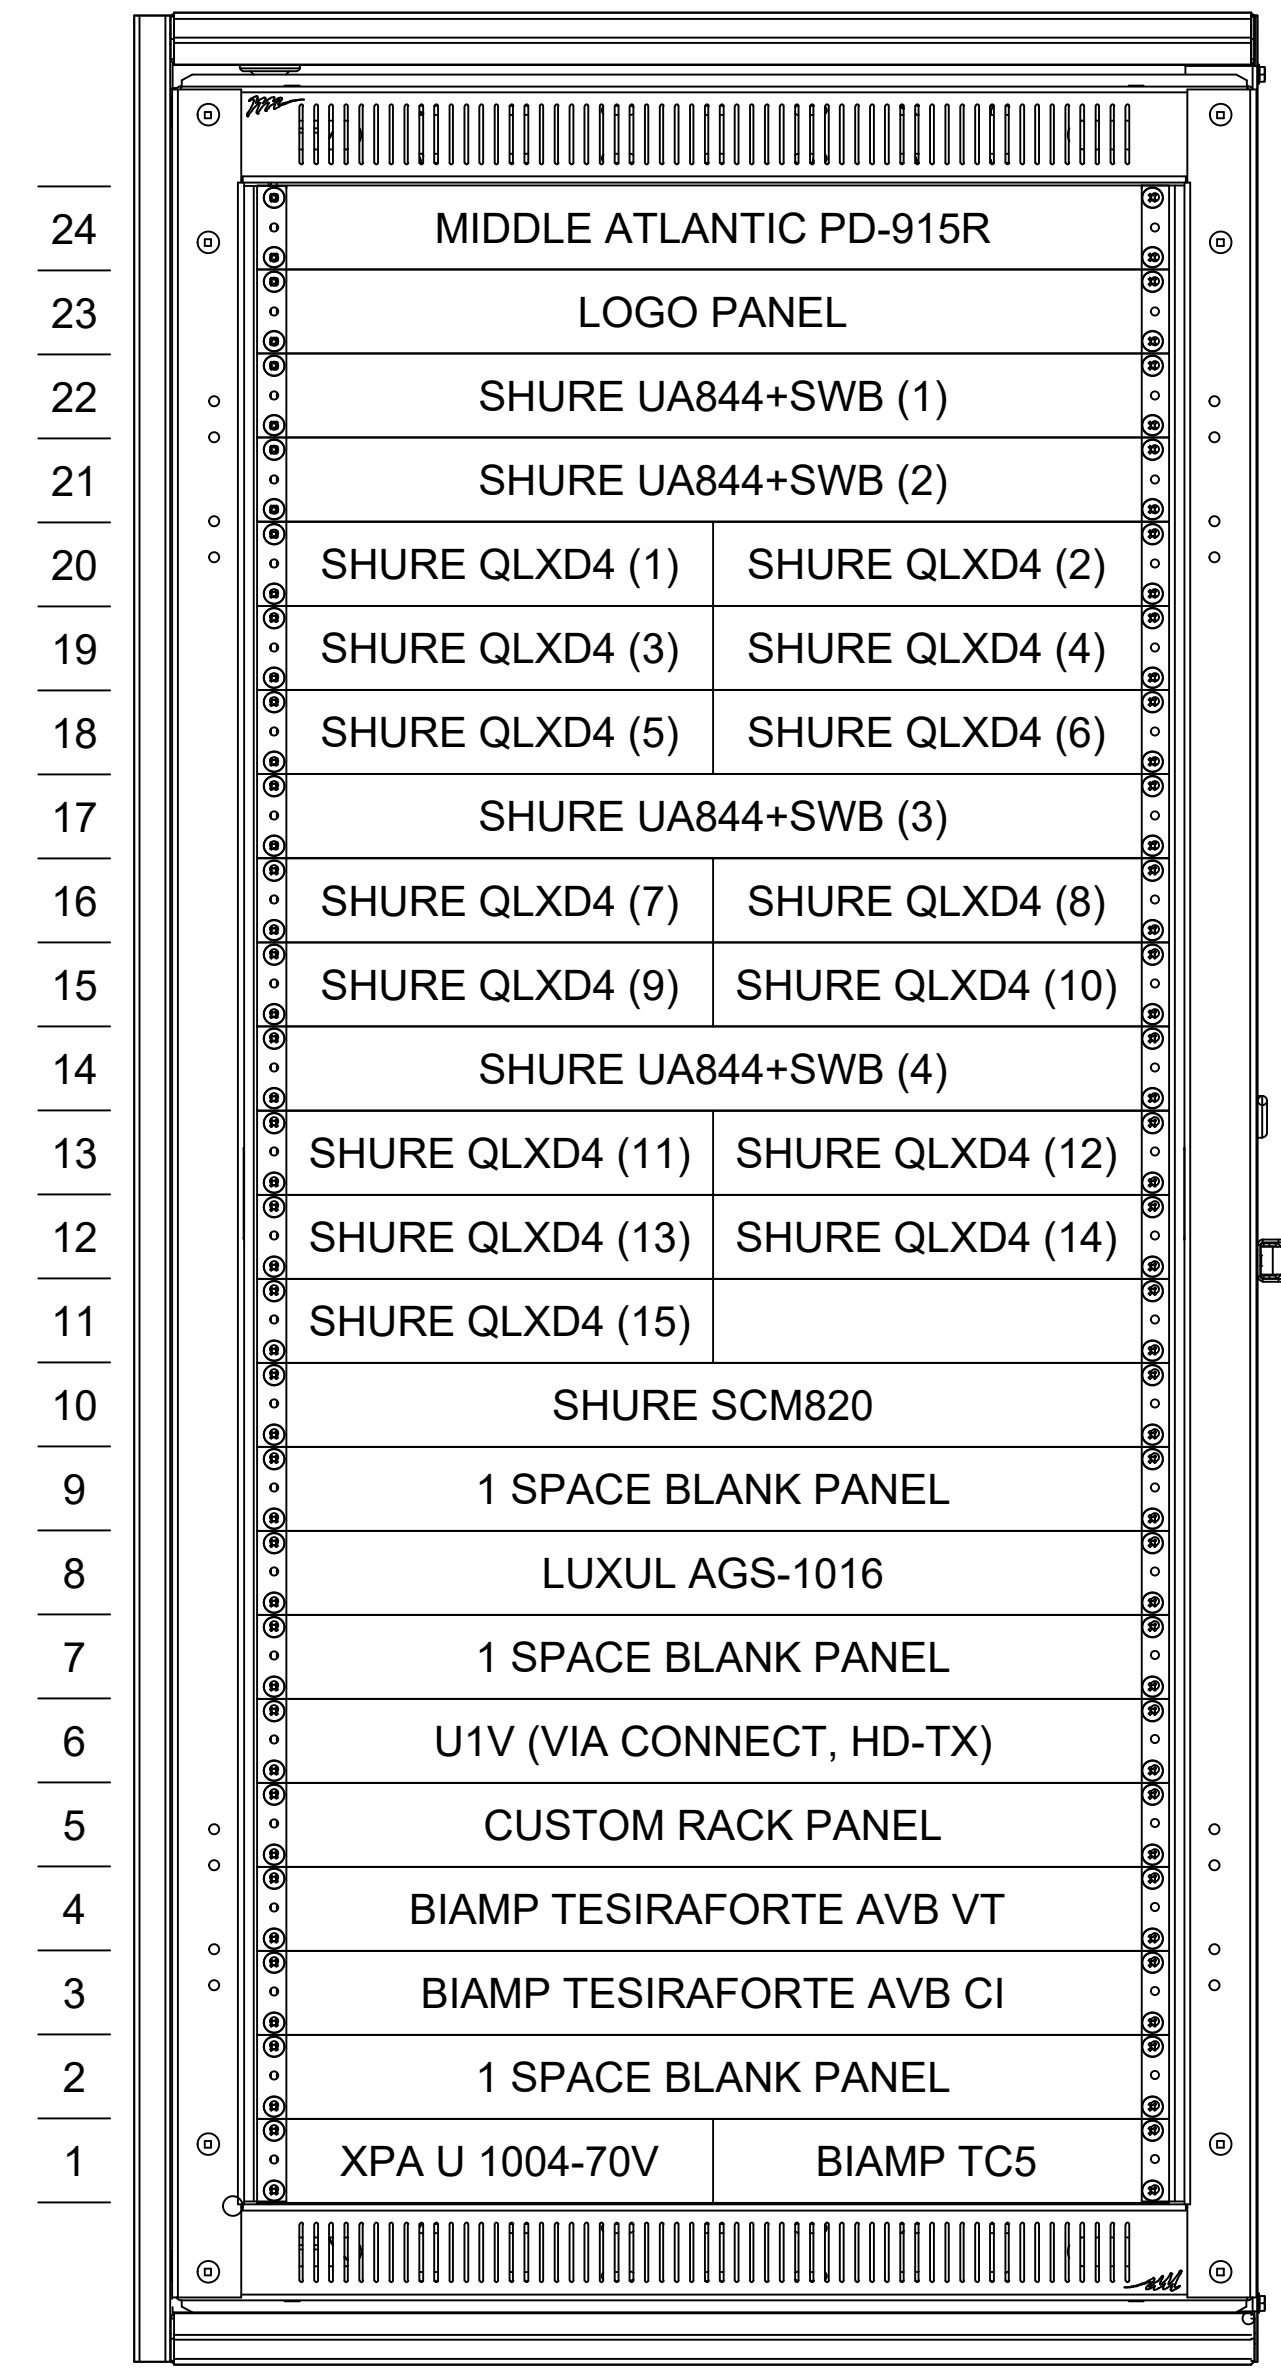 24 MIDDLE ATLANTIC PD-915R
23 LOGO PANEL
22 SHURE UA844+SWB (1)
21 SHURE UA844+SWB (2)
20 SHURE QLXD4 (1) SHURE QLXD4 (2)
19 SHURE QLXD4 (3) SHURE QLXD4 (4)
18 SHURE QLXD4 (5) SHURE QLXD4 (6)
17 SHURE UA844+SWB (3)
16 SHURE QLXD4 (7) SHURE QLXD4 (8)
15 SHURE QLXD4 (9) SHURE QLXD4 (10)
14 SHURE UA844+SWB (4)
13 SHURE QLXD4 (11) SHURE QLXD4 (12)
12 SHURE QLXD4 (13) SHURE QLXD4 (14)
11 SHURE QLXD4 (15)
10 SHURE SCM820
9 1 SPACE BLANK PANEL
8 LUXUL AGS-1016
7 1 SPACE BLANK PANEL
6 U1V (VIA CONNECT, HD-TX)
5 CUSTOM RACK PANEL
4 BIAMP TESIRAFORTE AVB VT
3 BIAMP TESIRAFORTE AVB CI
2 1 SPACE BLANK PANEL
1 XPA U 1004-70V BIAMP TC5